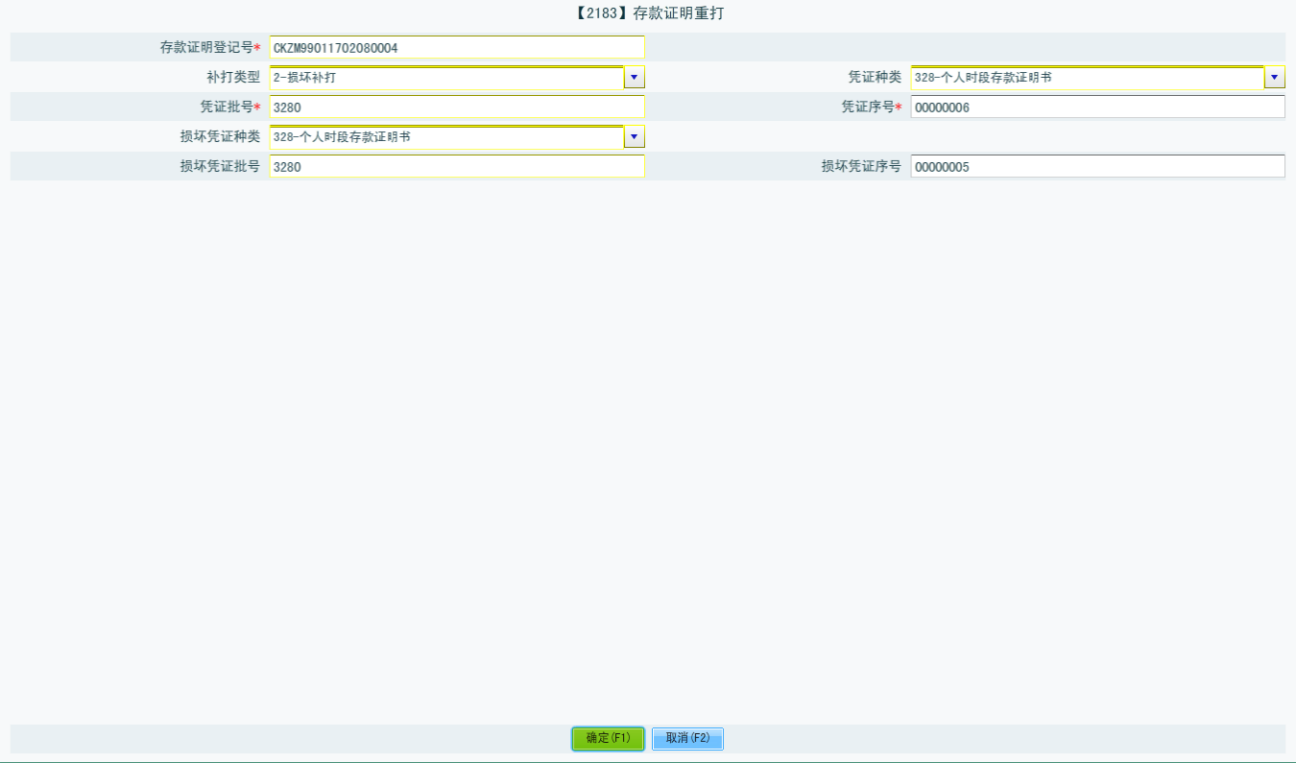 【2183】存款证明重打
存款证明登记号* CKZM99011702080004
补打类型 2-损坏补打 凭证种类 328-个人时段存款证明书
凭证批号* 3280 凭证序号* 00000006
损坏凭证种类 328-个人时段存款证明书
损坏凭证批号 3280 损坏凭证序号 00000005
确定(F1) 取消(F2)